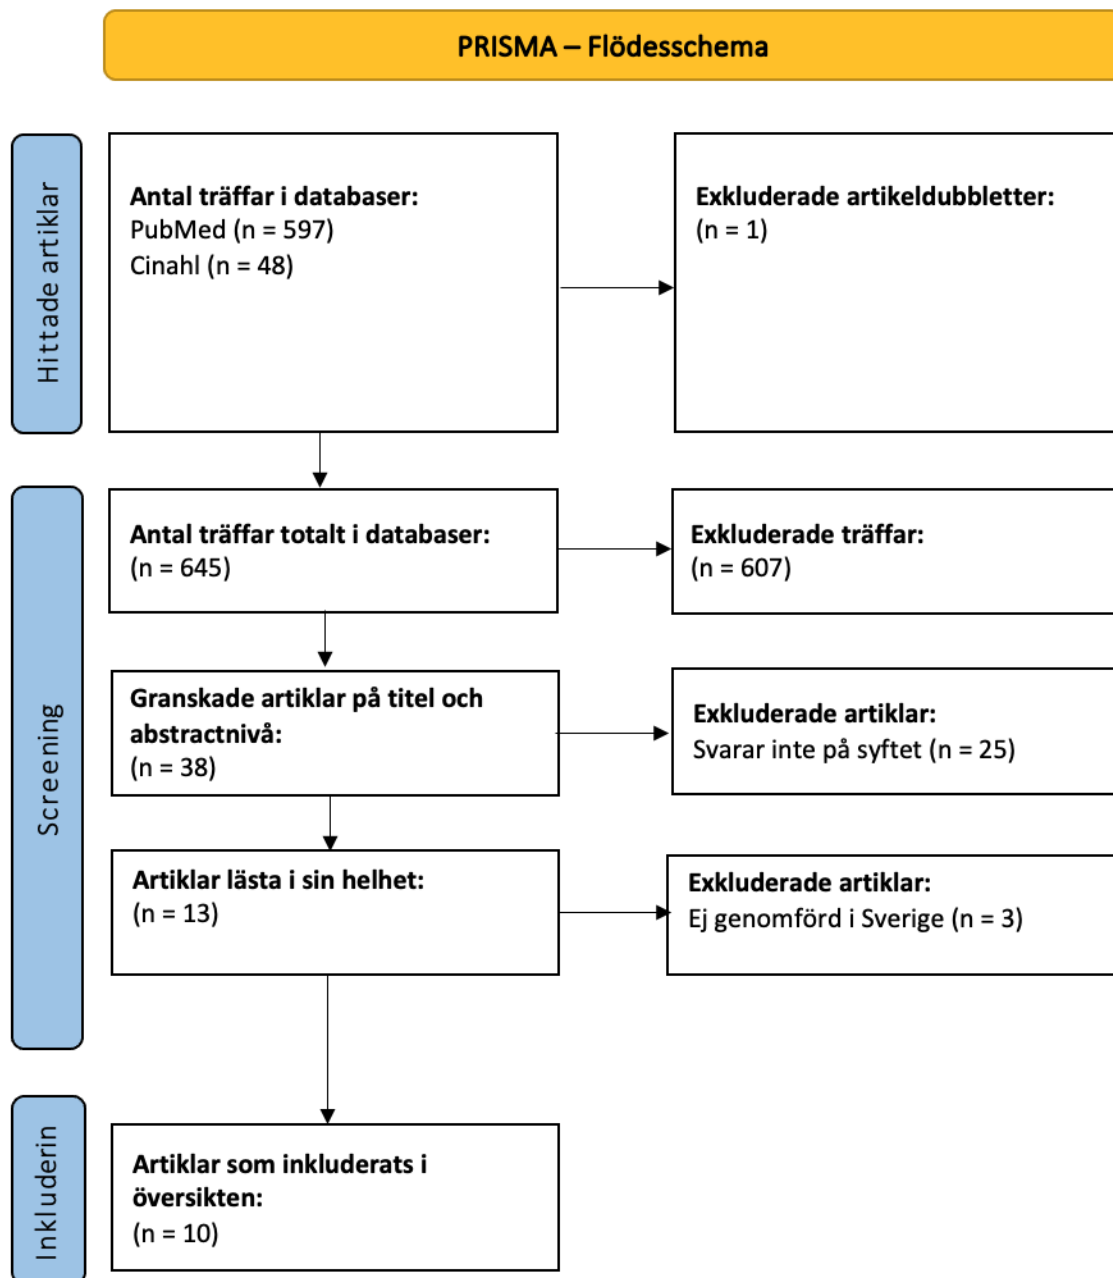 PRISMA – Flödesschema
Hittade artiklar
Antal träffar i databaser:
PubMed (n = 597)
Cinahl (n = 48)
Exkluderade artikeldubbletter:
(n = 1)
Screening
Antal träffar totalt i databaser:
(n = 645)
Exkluderade träffar:
(n = 607)
Granskade artiklar på titel och
abstractnivå:
(n = 38)
Exkluderade artiklar:
Svarar inte på syftet (n = 25)
Artiklar lästa i sin helhet:
(n = 13)
Exkluderade artiklar:
Ej genomförd i Sverige (n = 3)
Inkluderin
Artiklar som inkluderats i
översikten:
(n = 10)